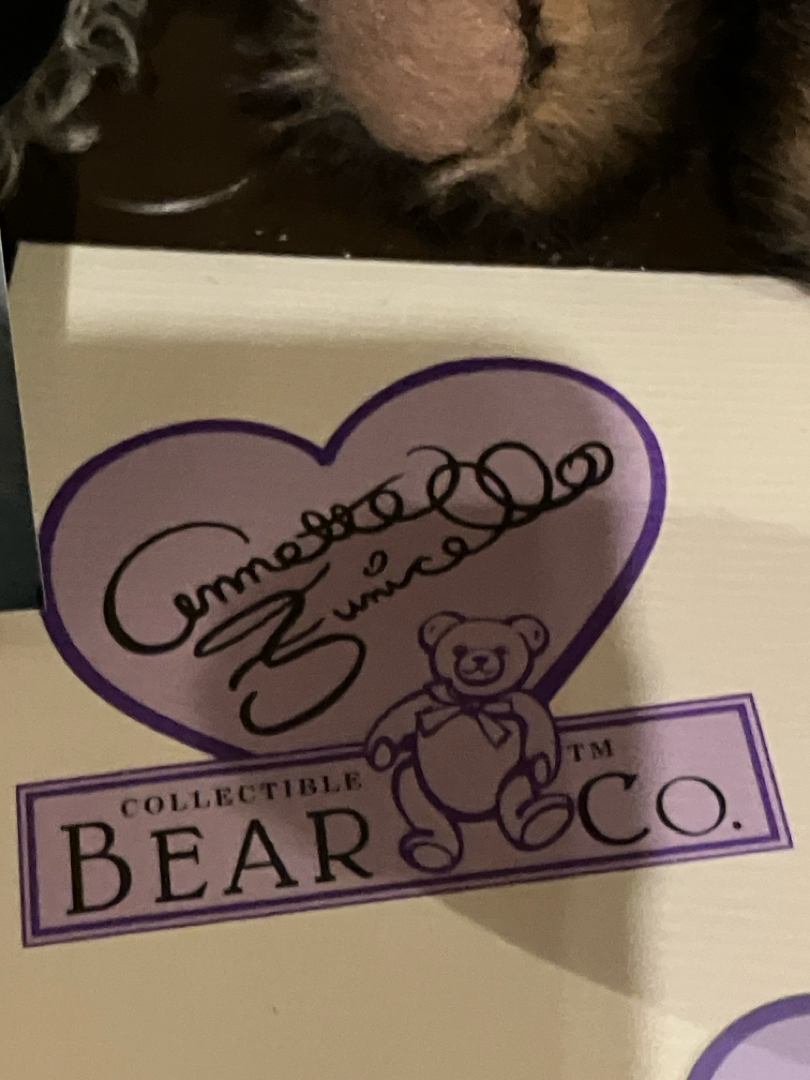 Annette
Funicello
COLLECTIBLE
BEAR CO.
TM